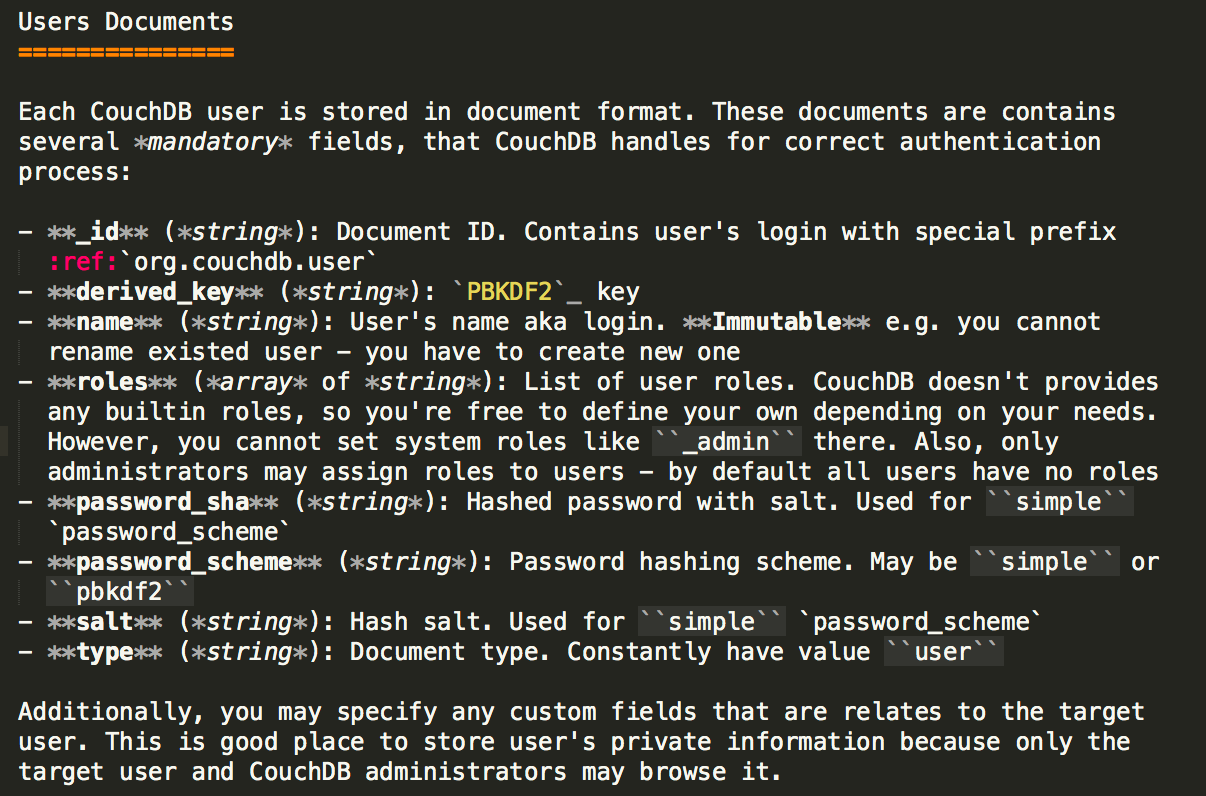 Users Documents
===============
Each CouchDB user is stored in document format. These documents are contains
several *mandatory* fields, that CouchDB handles for correct authentication
process:
- **_id** (*string*): Document ID. Contains user's login with special prefix
:ref:`org.couchdb.user`
- **derived_key** (*string*): `PBKDF2`_ key
- **name** (*string*): User's name aka login. **Immutable** e.g. you cannot
rename existed user - you have to create new one
- **roles** (*array* of *string*): List of user roles. CouchDB doesn't provides
any builtin roles, so you're free to define your own depending on your needs.
However, you cannot set system roles like ``_admin`` there. Also, only
administrators may assign roles to users - by default all users have no roles
- **password_sha** (*string*): Hashed password with salt. Used for ``simple``
`password_scheme`
- **password_scheme** (*string*): Password hashing scheme. May be ``simple`` or
``pbkdf2``
- **salt** (*string*): Hash salt. Used for ``simple`` `password_scheme`
- **type** (*string*): Document type. Constantly have value ``user``
Additionally, you may specify any custom fields that are relates to the target
user. This is good place to store user's private information because only the
target user and CouchDB administrators may browse it.